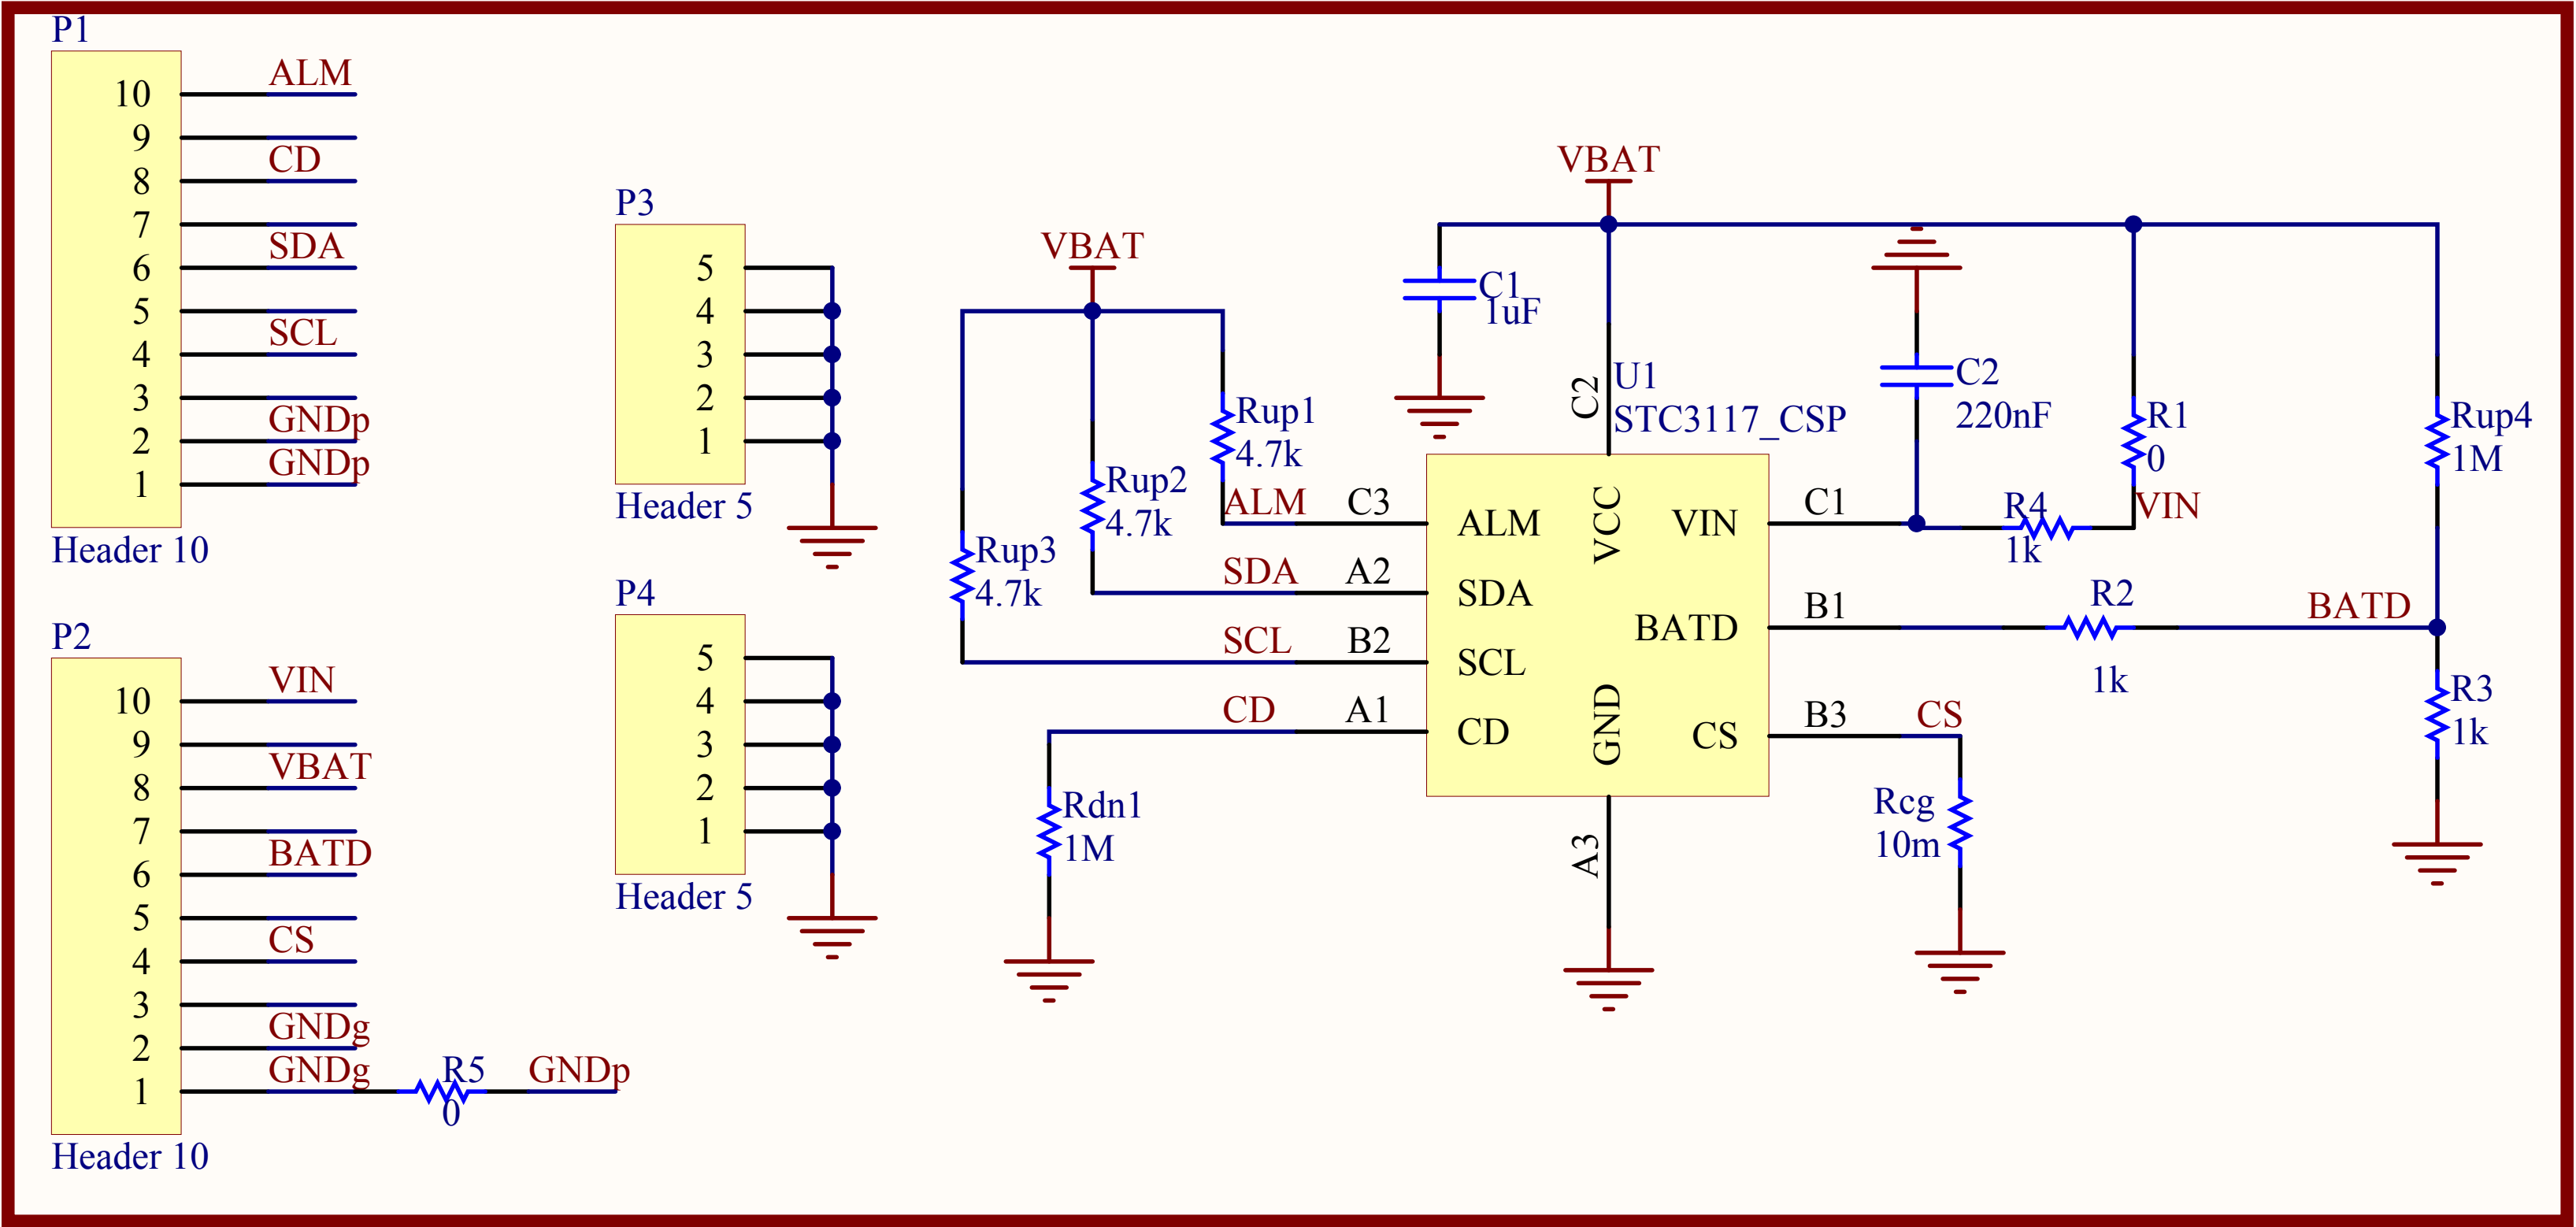 P1
10 ALM
9
8 CD
7
6 SDA
5
4 SCL
3
2 GNDp
1 GNDp
Header 10
P2
10 VIN
9
8 VBAT
7
6 BATD
5
4 CS
3
2 GNDg
1 GNDg R5 GNDp
0
Header 10
P3
5
4
3
2
1
Header 5
P4
5
4
3
2
1
Header 5
VBAT
Rup1
4.7k
Rup2
4.7k
Rup3
4.7k
ALM C3
SDA A2
SCL B2
CD A1
Rdn1
1M
VBAT
C1
1uF
C2
U1
STC3117_CSP
ALM
SDA
SCL
CD
VCC
GND
VIN
BATD
CS
A3
C1
B1
B3 CS
C2
220nF
R1
0
R4
1k
VIN
R2
1k
BATD
Rup4
1M
R3
1k
Rcg
10m